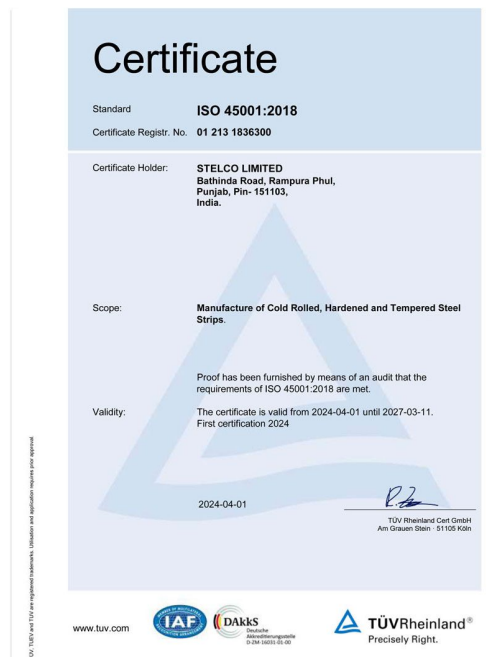 Certificate
Standard ISO 45001:2018
Certificate Registr. No. 01 213 1836300
Certificate Holder: STELCO LIMITED
Bathinda Road, Rampura Phul,
Punjab, Pin- 151103,
India.
Scope: Manufacture of Cold Rolled, Hardened and Tempered Steel
Strips.
Proof has been furnished by means of an audit that the
requirements of ISO 45001:2018 are met.
Validity: The certificate is valid from 2024-04-01 until 2027-03-11.
First certification 2024
2024-04-01
TÜV Rheinland Cert GmbH
Am Grauen Stein · 51105 Köln
www.tuv.com
IAF
DAkkS
Deutsche
Akkreditierungsstelle
D-ZM-16031-01-00
TÜVRheinland®
Precisely Right.
TUV, TUEV and TUV are registered trademarks. Utilisation and application requires prior approval.